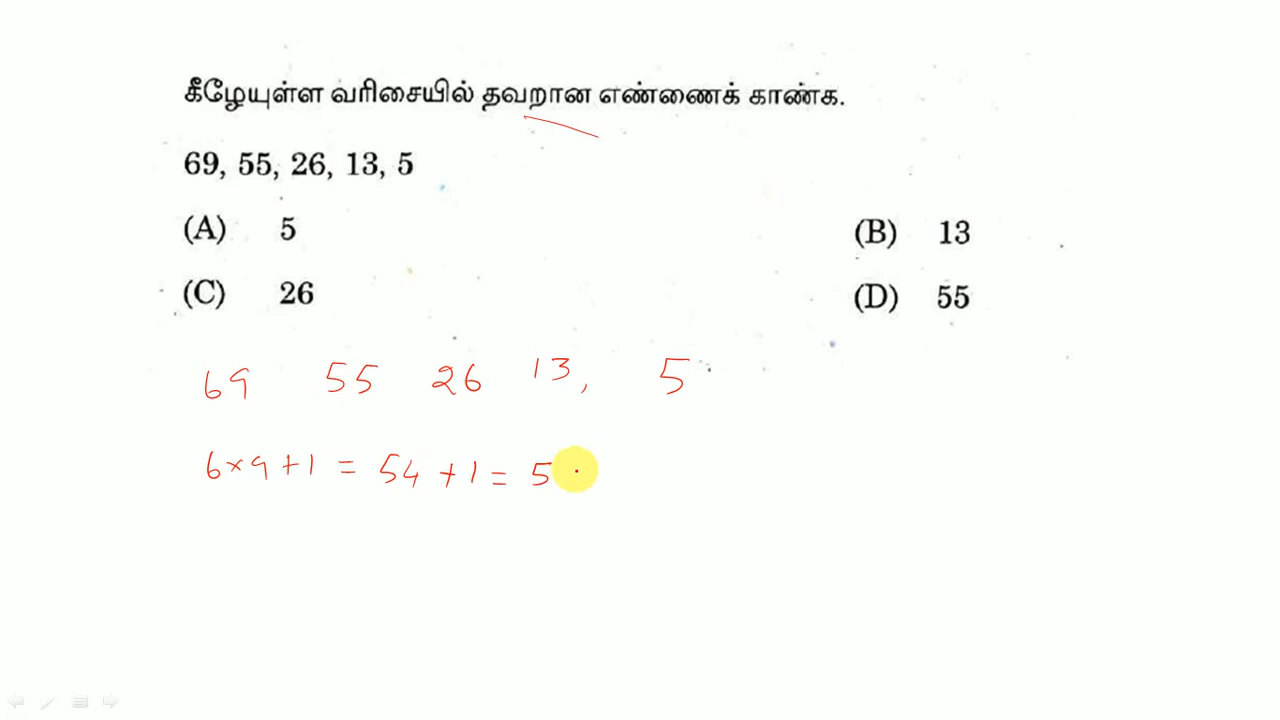 கீழேயுள்ள வரிசையில் தவறான எண்ணைக் காண்க.
69, 55, 26, 13, 5
(A) 5 (B) 13
(C) 26 (D) 55
69 55 26 13, 5
6×9+1 = 54 +1 = 5